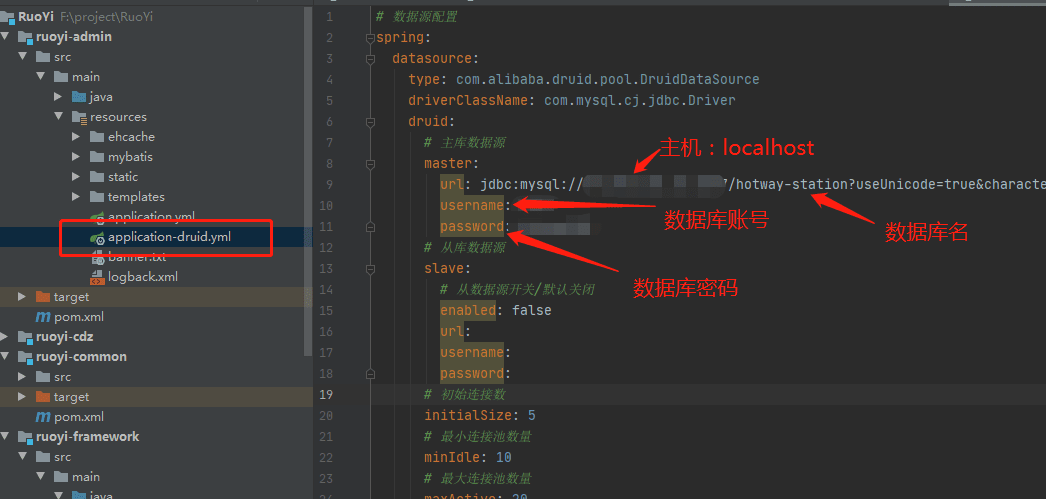 RuoYi F:\project\RuoYi
ruoyi-admin
src
main
java
resources
ehcache
mybatis
static
templates
application.yml
application-druid.yml
banner.txt
logback.xml
target
pom.xml
ruoyi-cdz
ruoyi-common
src
target
pom.xml
ruoyi-framework
src
main
java
1 # 数据源配置
2 spring:
3 datasource:
4 type: com.alibaba.druid.pool.DruidDataSource
5 driverClassName: com.mysql.cj.jdbc.Driver
6 druid:
7 # 主库数据源
8 master:
主机：localhost
9 url: jdbc:mysql:// /hotway-station?useUnicode=true&characte
10 username:
数据库账号
11 password:
数据库名
12 # 从库数据源
13 slave:
数据库密码
14 # 从数据源开关/默认关闭
15 enabled: false
16 url:
17 username:
18 password:
19 # 初始连接数
20 initialSize: 5
21 # 最小连接池数量
22 minIdle: 10
23 # 最大连接池数量
24 maxActive: 20